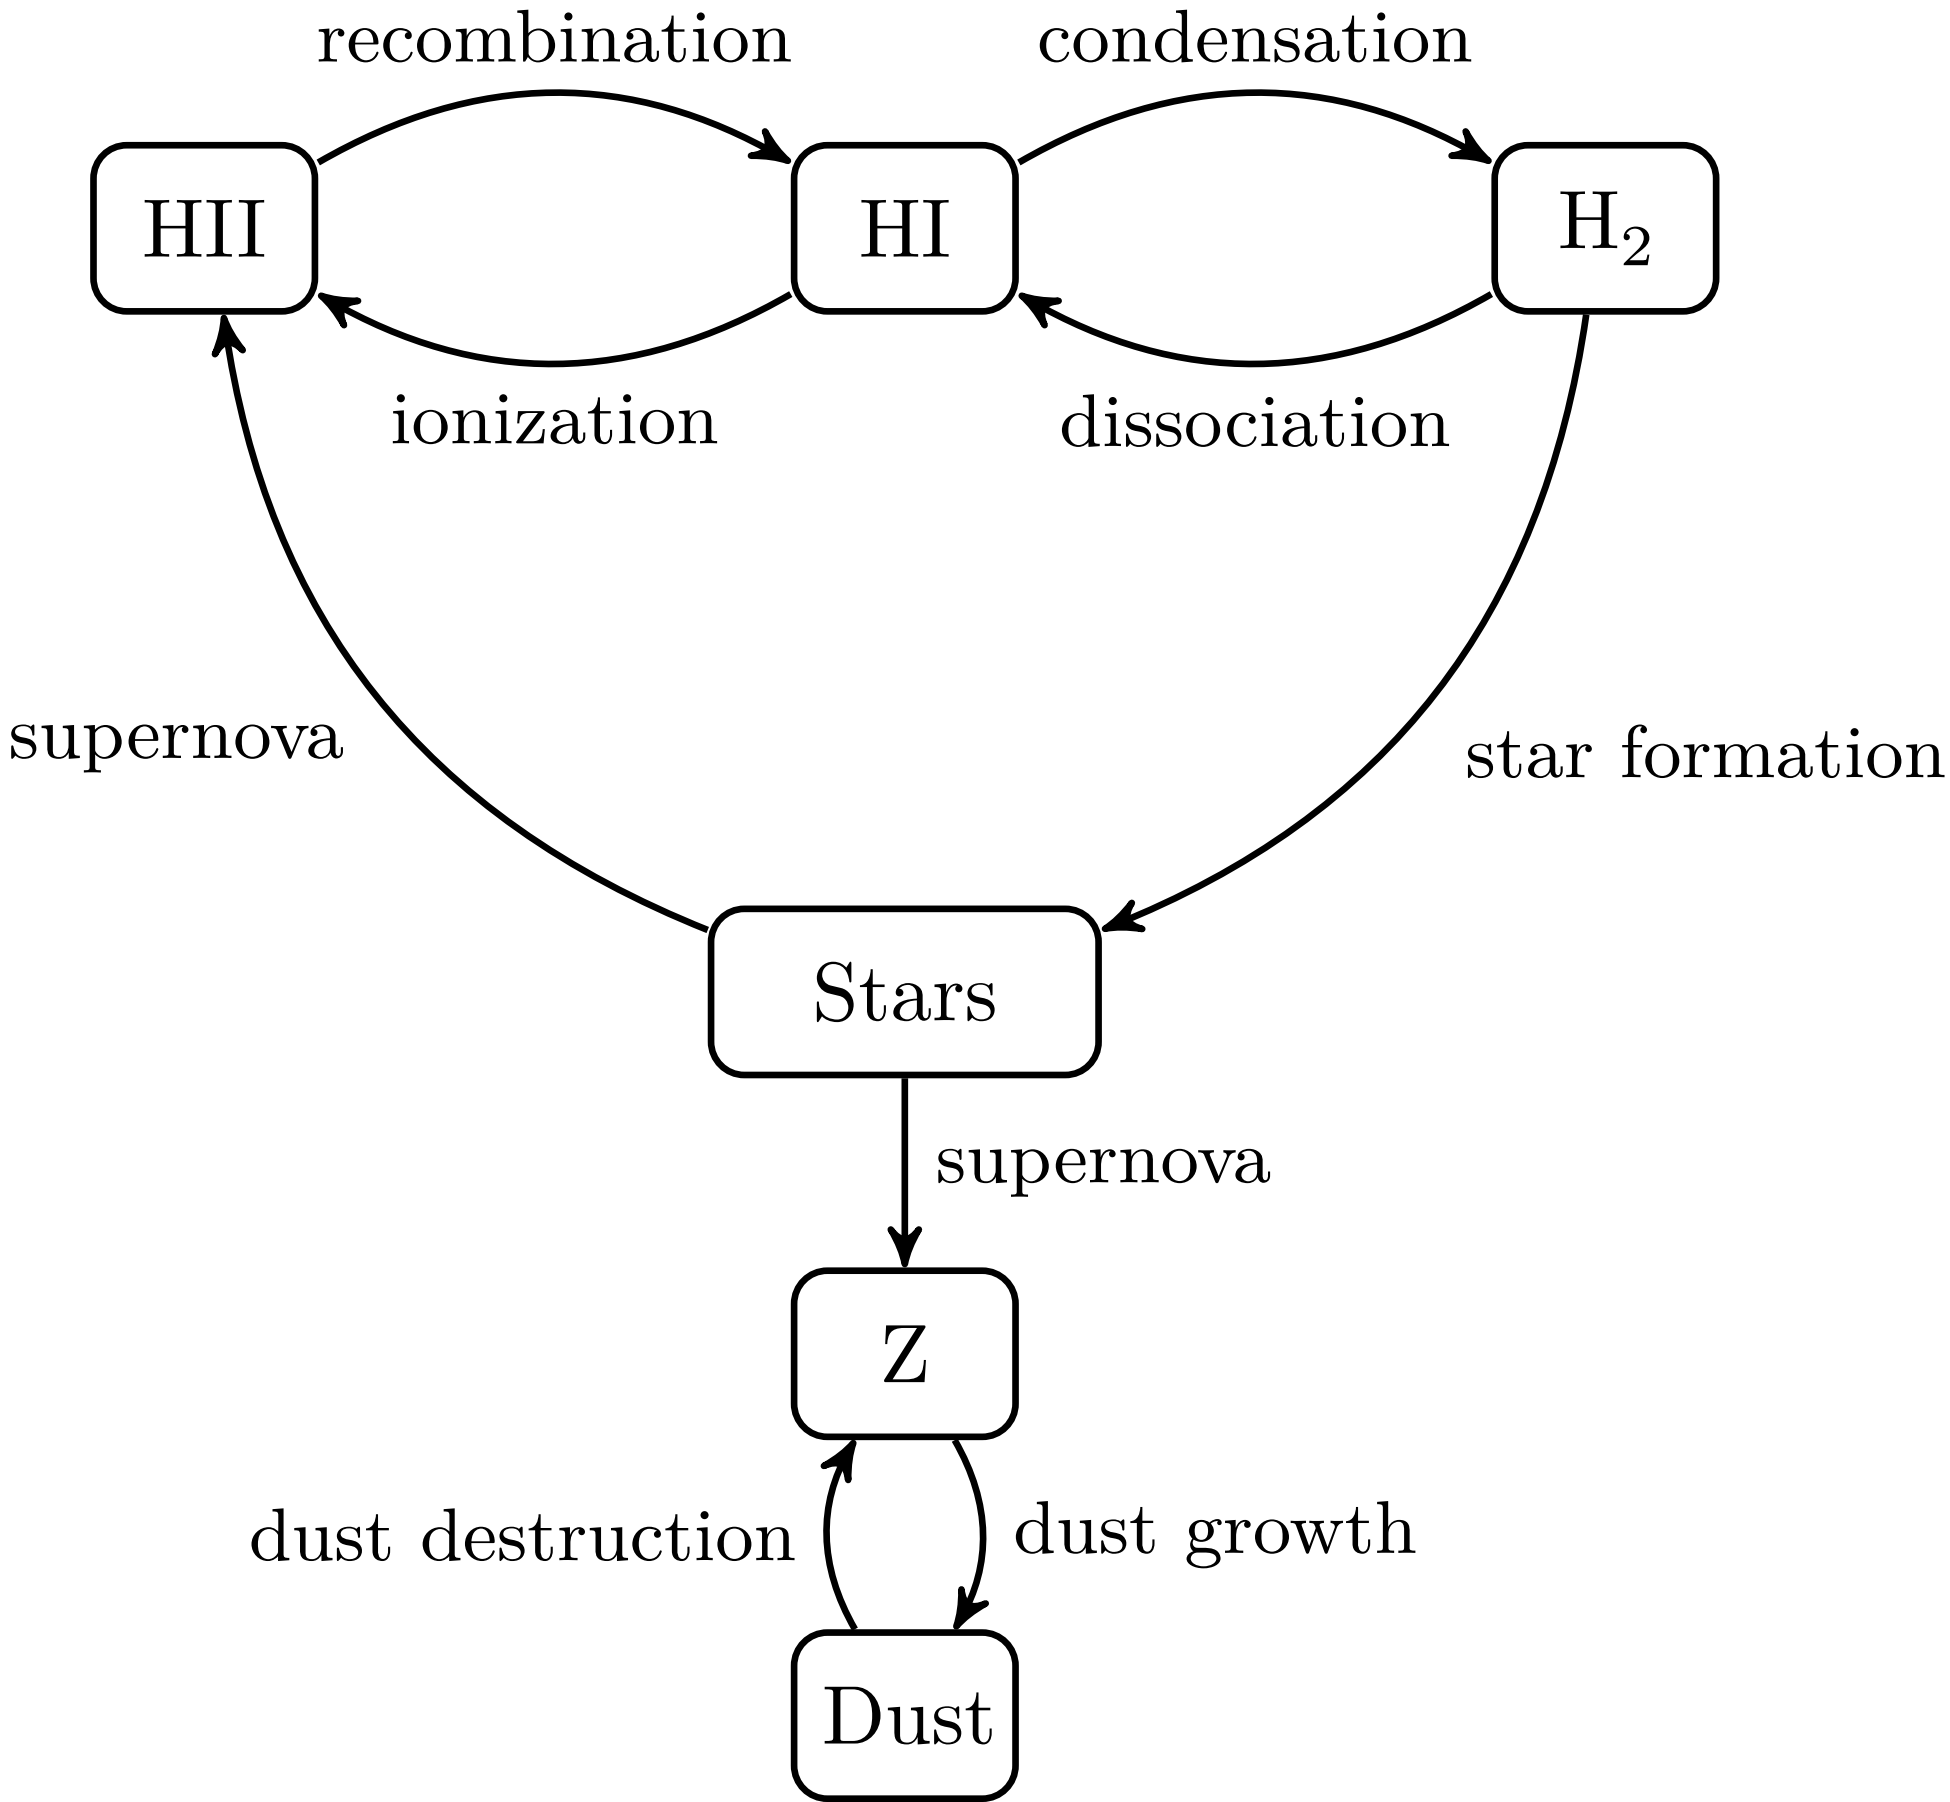 recombination
condensation
HII
HI
H₂
ionization
dissociation
supernova
star formation
Stars
supernova
Z
dust destruction
dust growth
Dust